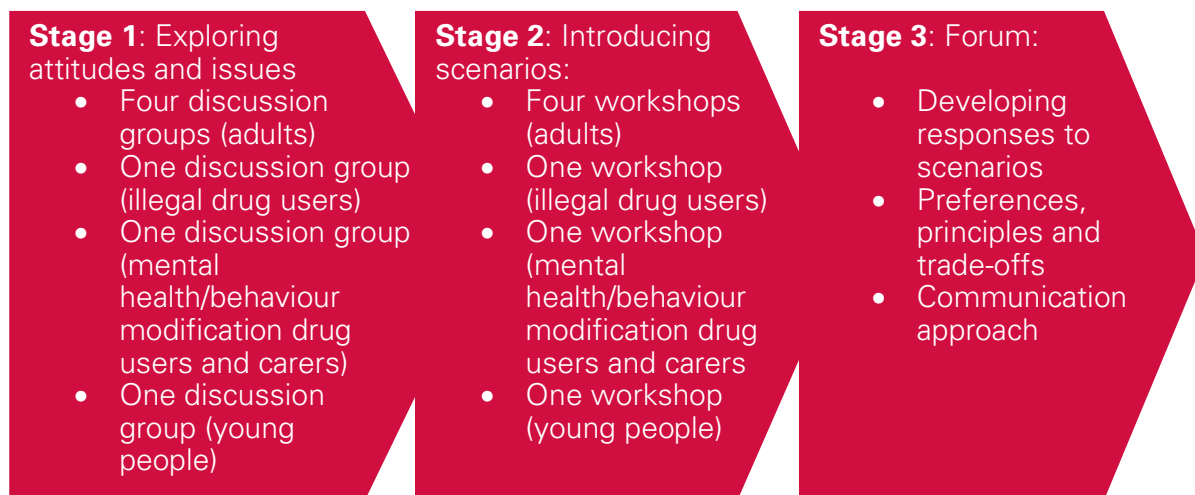 Stage 1: Exploring
attitudes and issues
• Four discussion
groups (adults)
• One discussion group
(illegal drug users)
• One discussion group
(mental
health/behaviour
modification drug
users and carers)
• One discussion
group (young
people)
Stage 2: Introducing
scenarios:
• Four workshops
(adults)
• One workshop
(illegal drug users)
• One workshop
(mental
health/behaviour
modification drug
users and carers
• One workshop
(young people)
Stage 3: Forum:
• Developing
responses to
scenarios
• Preferences,
principles and
trade-offs
• Communication
approach